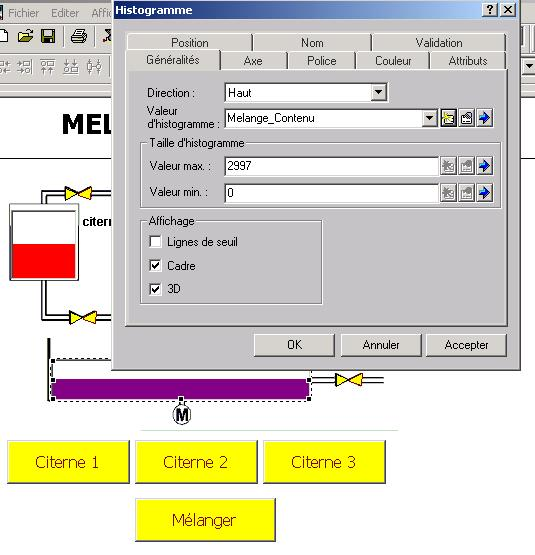 Histogramme
Fichier Editer Affi
Position Nom Validation
Généralités Axe Police Couleur Attributs
Direction : Haut
Valeur
d'histogramme : Melange_Contenu
Taille d'histogramme
Valeur max. : 2997
Valeur min. : 0
Affichage
Lignes de seuil
Cadre
3D
OK Annuler Accepter
MEL
citern
M
Citerne 1 Citerne 2 Citerne 3
Mélanger